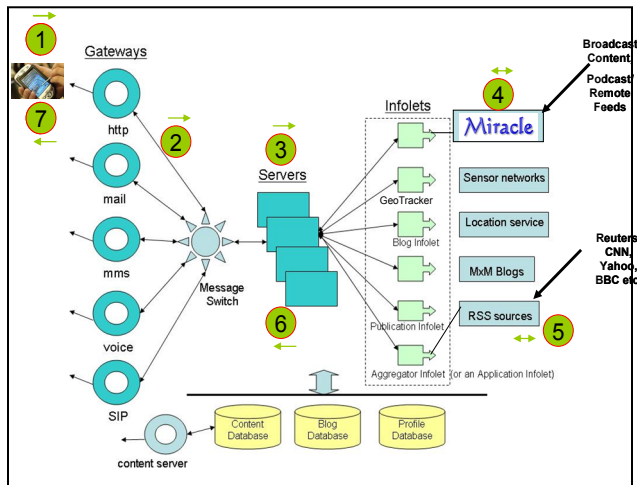 1
Gateways
7
http
2
mail
mms
voice
SIP
Message
Switch
3
Servers
6
Infolets
GeoTracker
Blog Infolet
Publication Infolet
Aggregator Infolet (or an Application Infolet)
4
Miracle
Sensor networks
Location service
MxM Blogs
RSS sources
5
Broadcast
Content,
Podcast/
Remote
Feeds
Reuters
CNN,
Yahoo,
BBC etc
content server
Content
Database
Blog
Database
Profile
Database